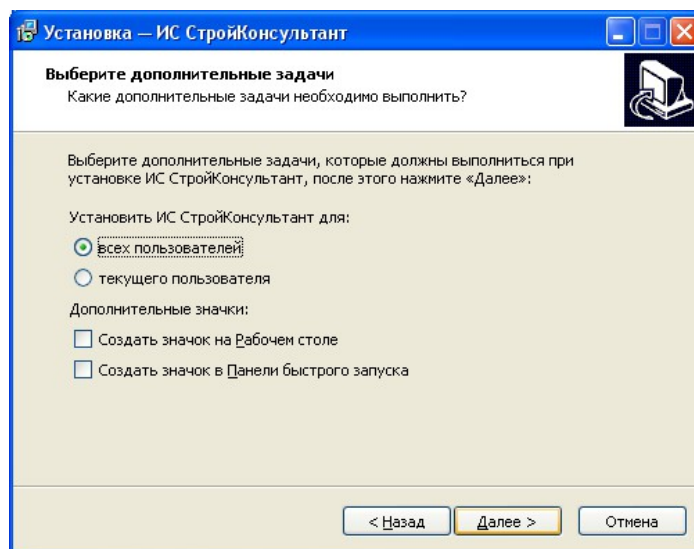 Установка — ИС СтройКонсультант
Выберите дополнительные задачи
Какие дополнительные задачи необходимо выполнить?
Выберите дополнительные задачи, которые должны выполниться при
установке ИС СтройКонсультант, после этого нажмите «Далее»:
Установить ИС СтройКонсультант для:
всех пользователей
текущего пользователя
Дополнительные значки:
Создать значок на Рабочем столе
Создать значок в Панели быстрого запуска
< Назад Далее > Отмена